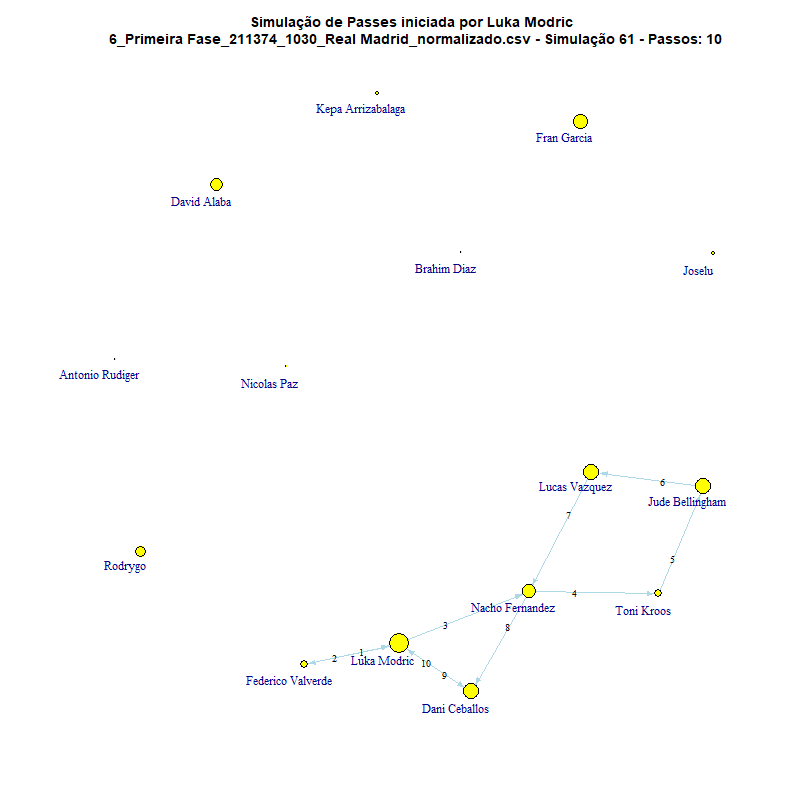 Simulação de Passes iniciada por Luka Modric
6_Primeira Fase_211374_1030_Real Madrid_normalizado.csv - Simulação 61 - Passos: 10
Kepa Arrizabalaga
Fran Garcia
David Alaba
Brahim Diaz
Joselu
Antonio Rudiger
Nicolas Paz
6
Lucas Vazquez
Jude Bellingham
7
5
Rodrygo
4
Nacho Fernandez
Toni Kroos
3
8
1
2
Luka Modric
10
9
Federico Valverde
Dani Ceballos